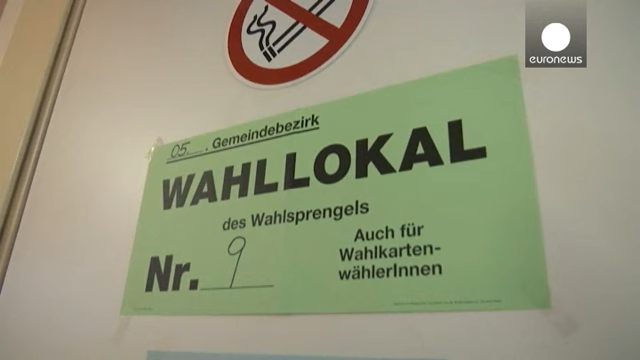 euronews
05. . Gemeindebezirk
WAHLLOKAL
des Wahlsprengels
Nr. 9
Auch für
Wahlkarten-
wählerInnen